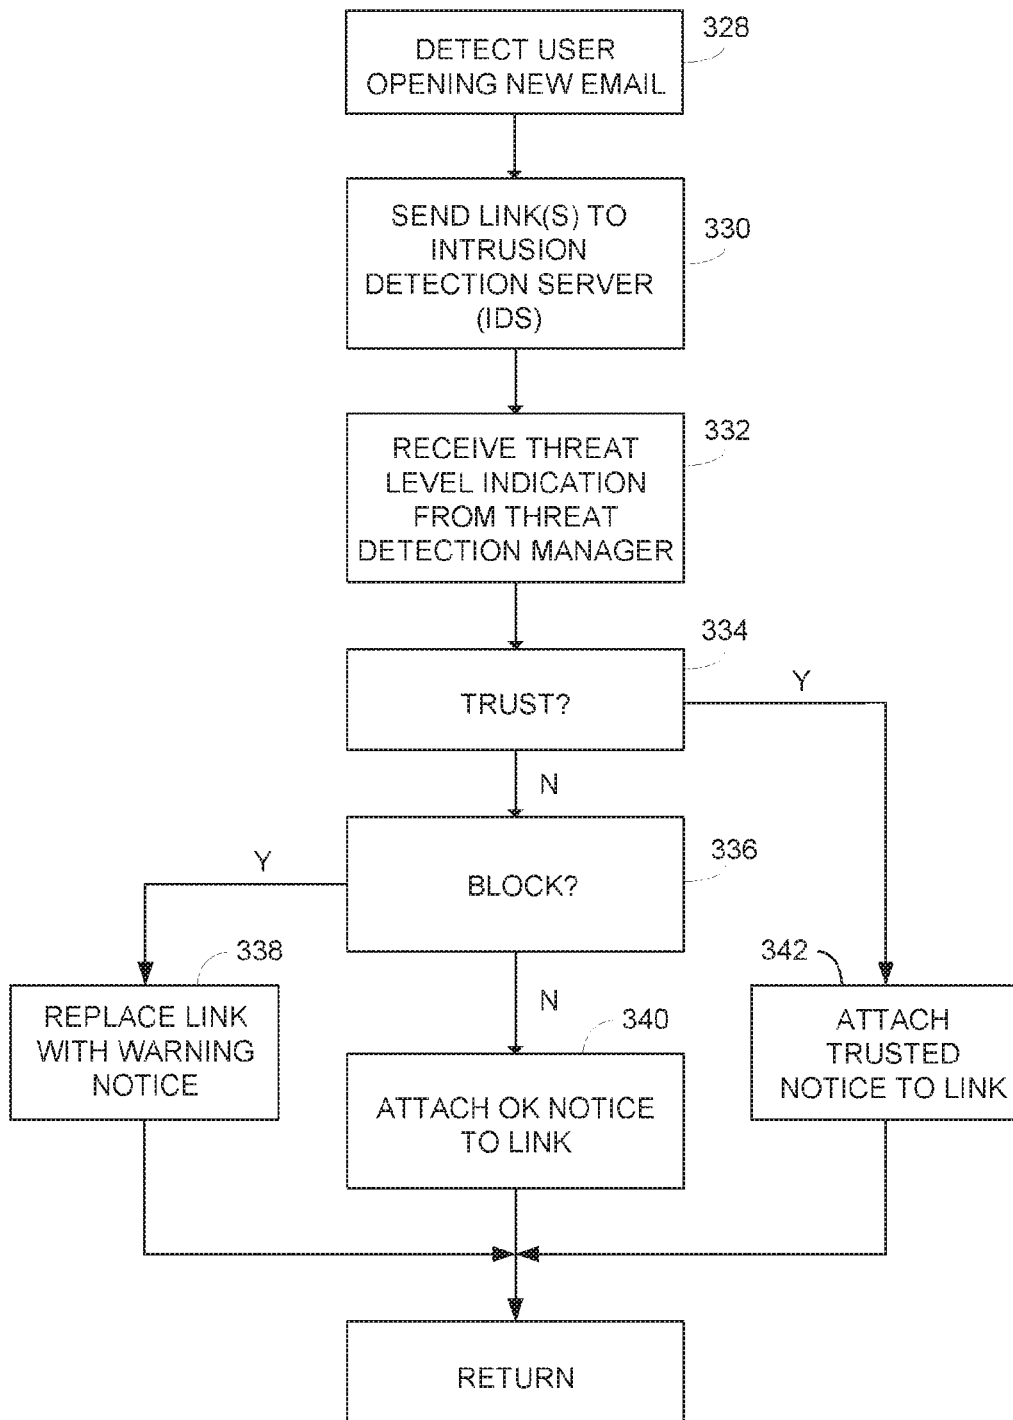 328
DETECT USER
OPENING NEW EMAIL
330
SEND LINK(S) TO
INTRUSION
DETECTION SERVER
(IDS)
332
RECEIVE THREAT
LEVEL INDICATION
FROM THREAT
DETECTION MANAGER
334
TRUST?
Y
N
336
BLOCK?
Y
N
338
REPLACE LINK
WITH WARNING
NOTICE
340
ATTACH OK NOTICE
TO LINK
342
ATTACH
TRUSTED
NOTICE TO LINK
RETURN